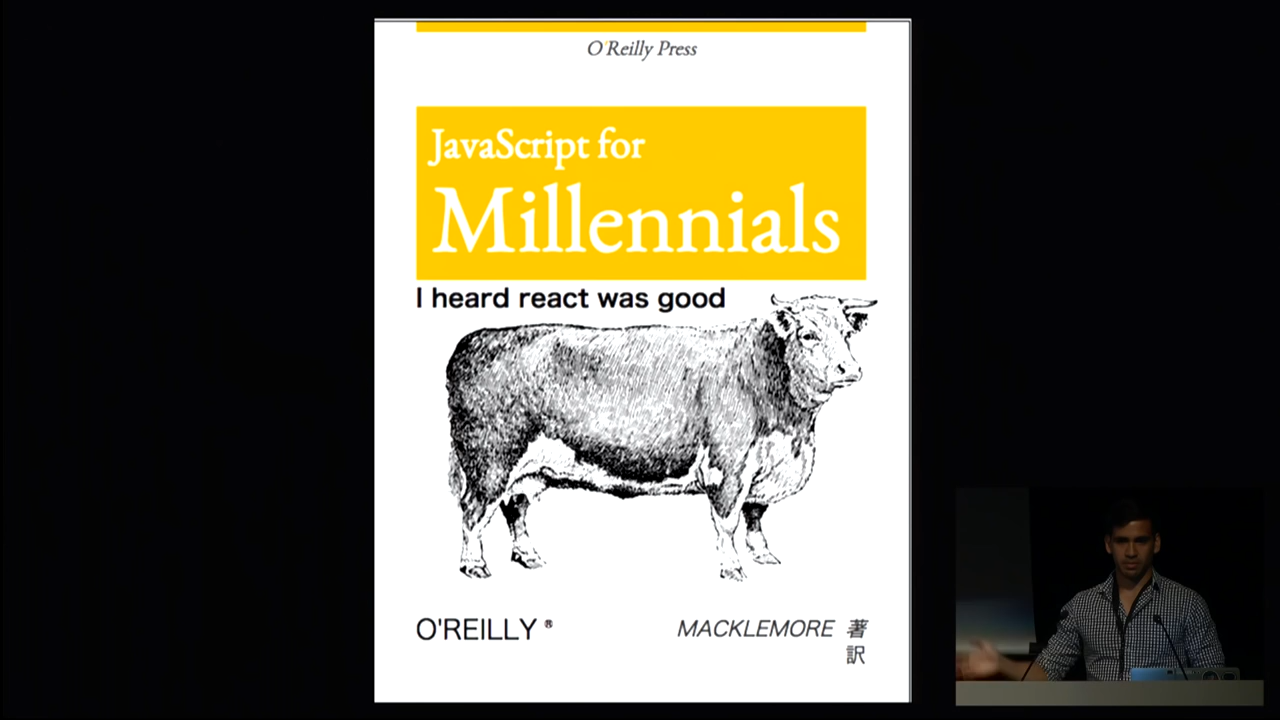 O'Reilly Press
JavaScript for
Millennials
I heard react was good
O'REILLY ®
MACKLEMORE 著
訳